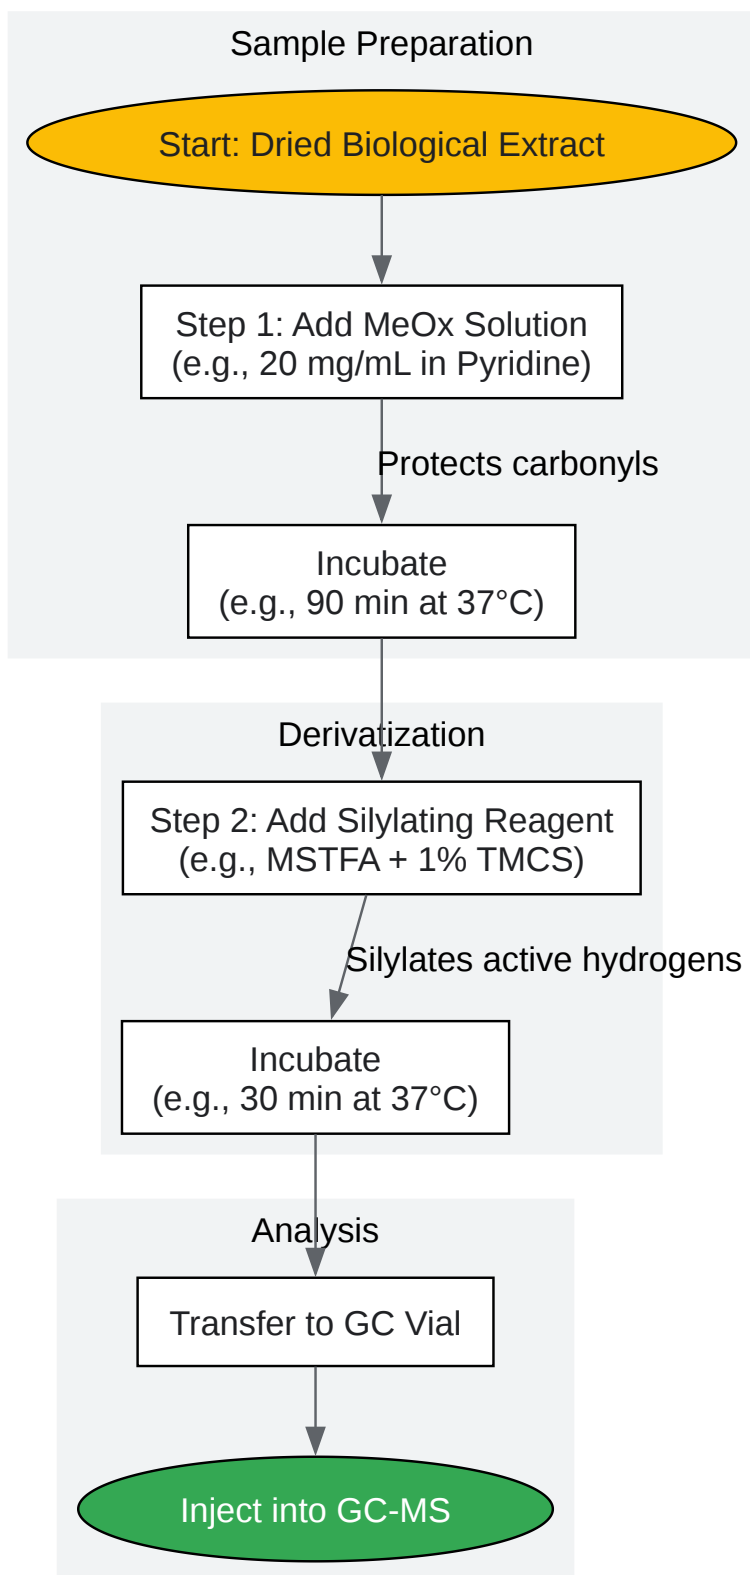 Sample Preparation
Start: Dried Biological Extract
Step 1: Add MeOx Solution
(e.g., 20 mg/mL in Pyridine)
Protects carbonyls
Incubate
(e.g., 90 min at 37°C)
Derivatization
Step 2: Add Silylating Reagent
(e.g., MSTFA + 1% TMCS)
Silylates active hydrogens
Incubate
(e.g., 30 min at 37°C)
Analysis
Transfer to GC Vial
Inject into GC-MS